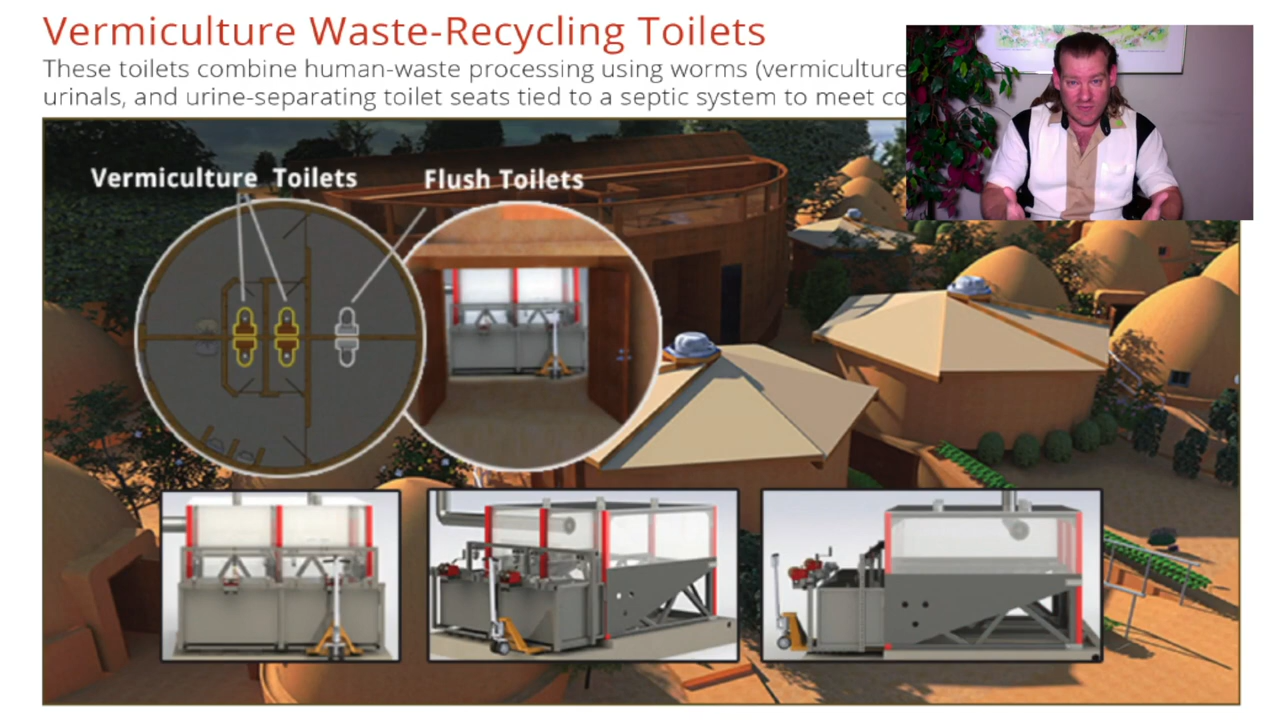 Vermiculture Waste-Recycling Toilets
These toilets combine human-waste processing using worms (vermiculture
urinals, and urine-separating toilet seats tied to a septic system to meet co
Vermiculture Toilets
Flush Toilets